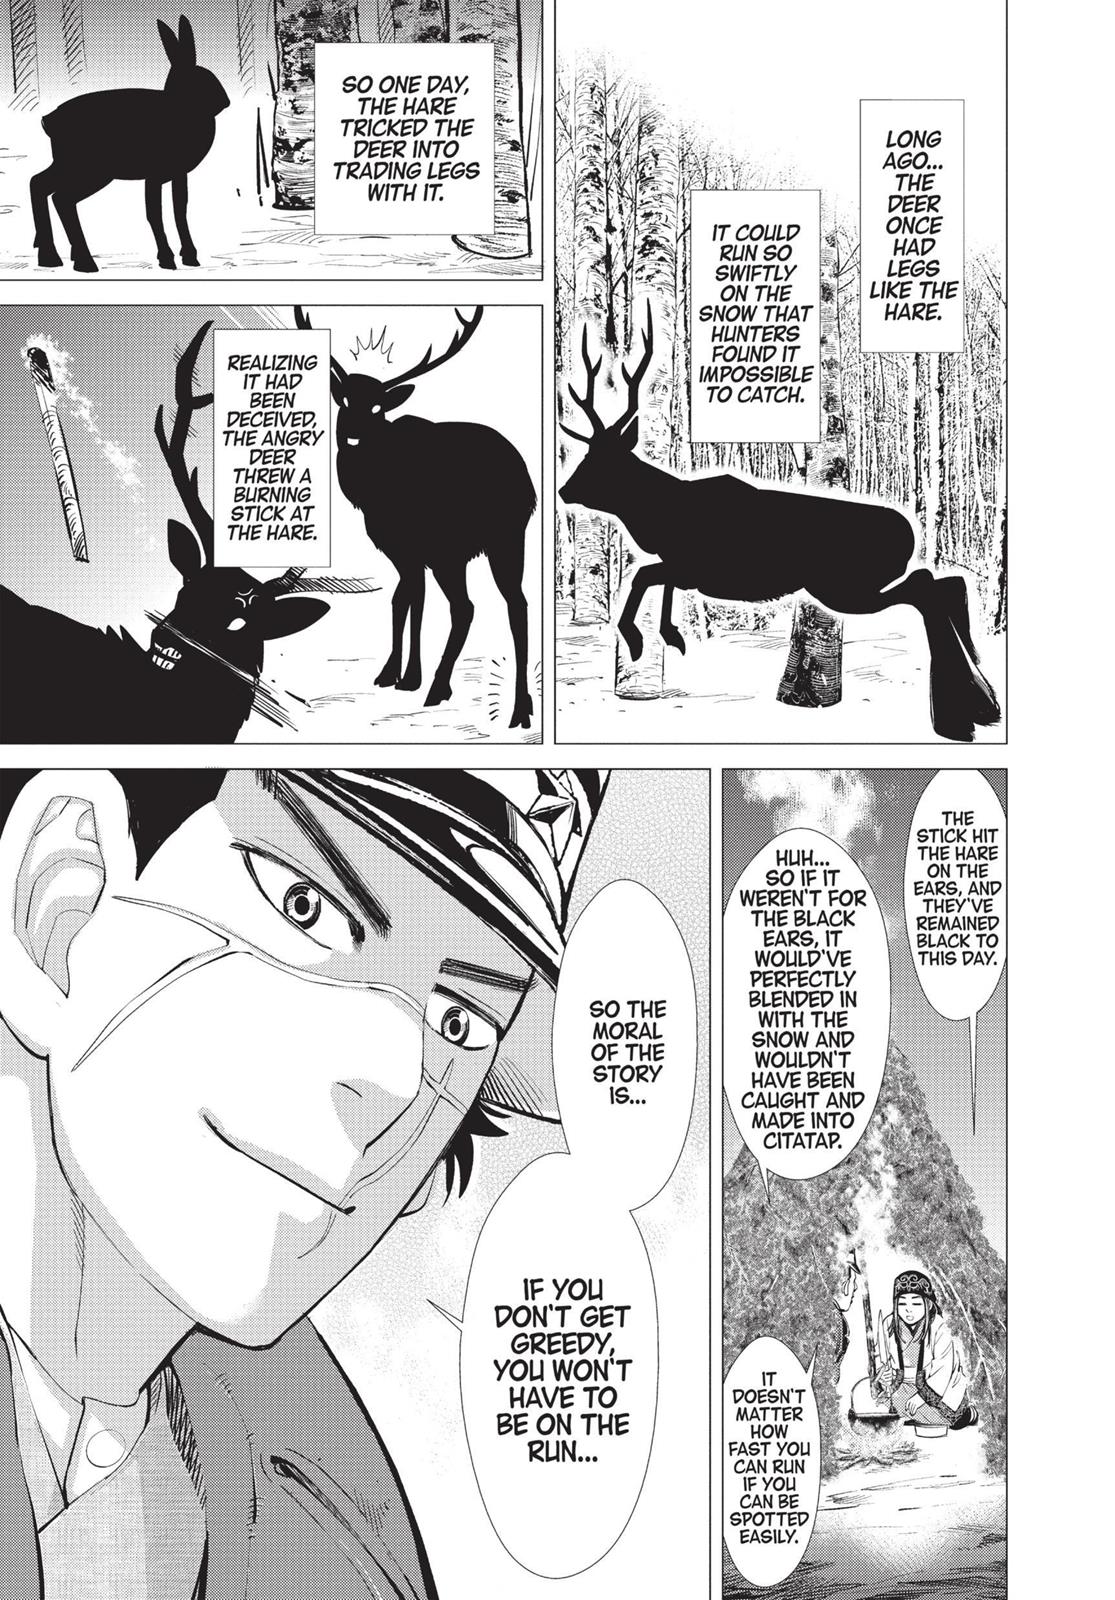 LONG
AGO...
THE
DEER
ONCE
HAD
LEGS
LIKE THE
HARE.
IT COULD
RUN SO
SWIFTLY
ON THE
SNOW THAT
HUNTERS
FOUND IT
IMPOSSIBLE
TO CATCH.
SO ONE DAY,
THE HARE
TRICKED THE
DEER INTO
TRADING LEGS
WITH IT.
REALIZING
IT HAD
BEEN
DECEIVED,
THE ANGRY
DEER
THREW A
BURNING
STICK AT
THE HARE.
THE
STICK HIT
THE HARE
ON THE
EARS, AND
THEY'VE
REMAINED
BLACK TO
THIS DAY.
HUH...
SO IF IT
WEREN'T FOR
THE BLACK
EARS, IT
WOULD'VE
PERFECTLY
BLENDED IN
WITH THE
SNOW AND
WOULDN'T
HAVE BEEN
CAUGHT AND
MADE INTO
CITATAP.
IT
DOESN'T
MATTER
HOW
FAST YOU
CAN RUN
IF YOU
CAN BE
SPOTTED
EASILY.
SO THE
MORAL
OF THE
STORY
IS...
IF YOU
DON'T GET
GREEDY,
YOU WON'T
HAVE TO
BE ON THE
RUN...